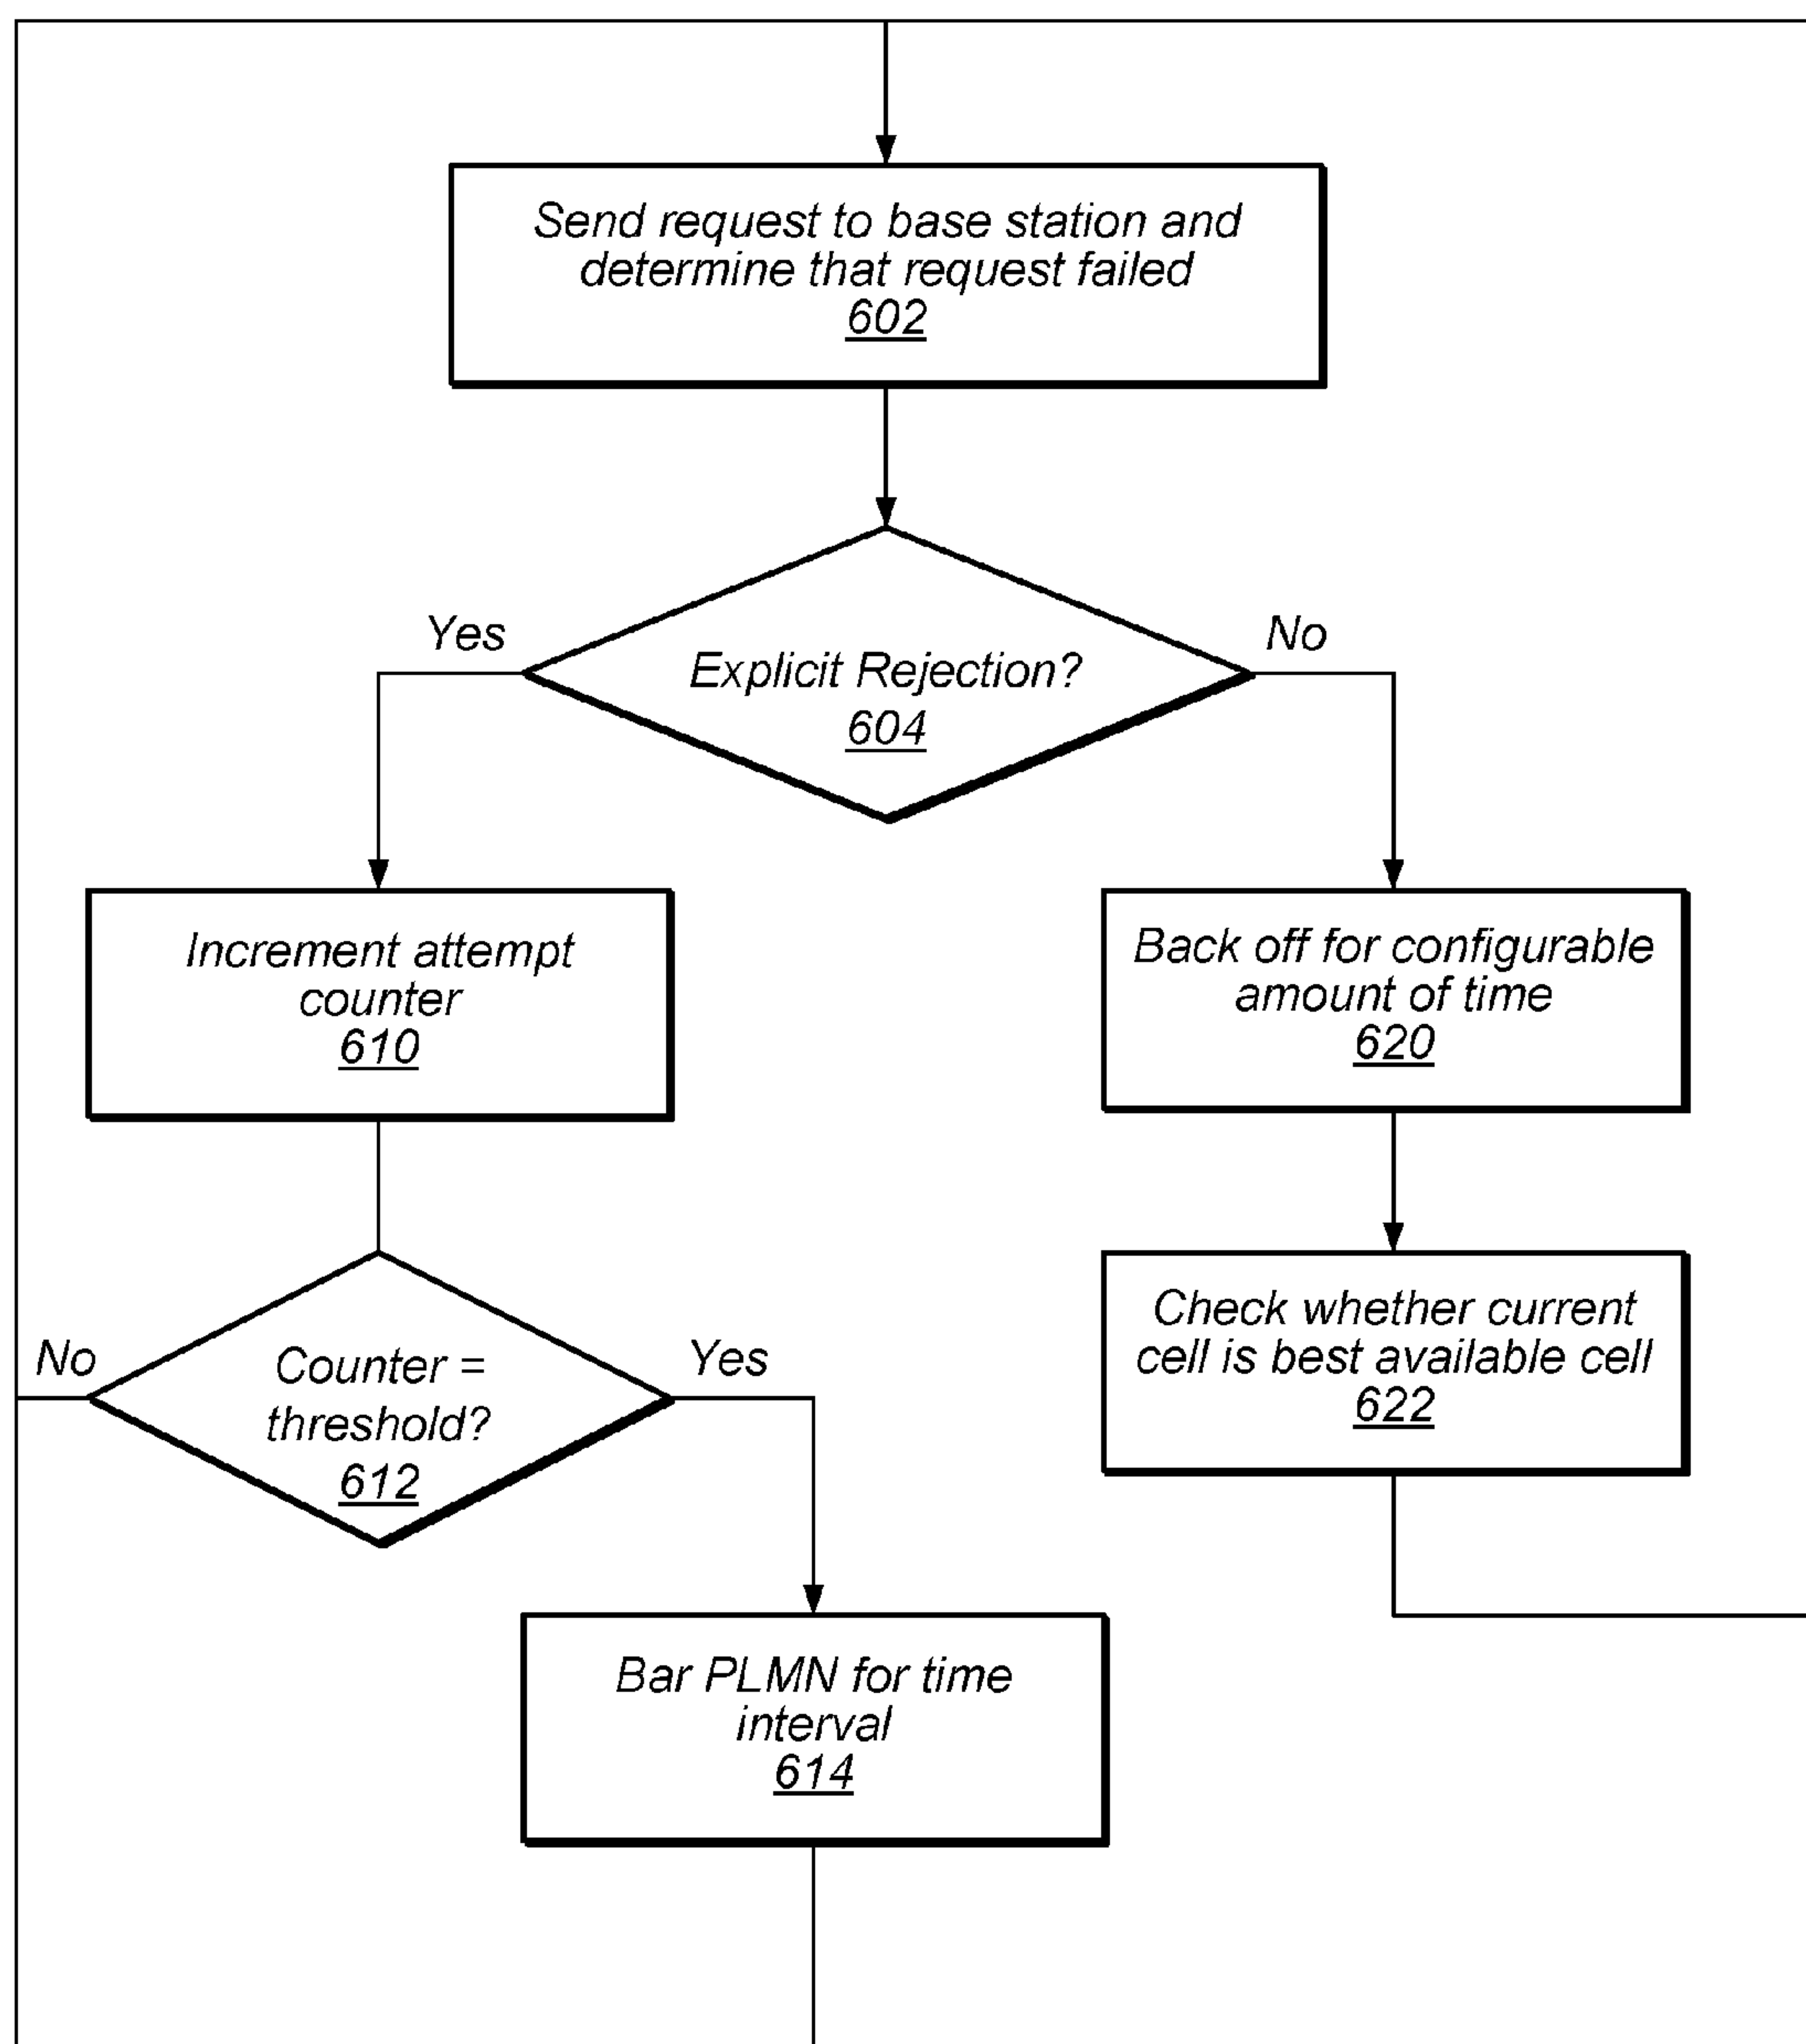 Send request to base station and
determine that request failed
602
Yes
No
Explicit Rejection?
604
Increment attempt
counter
610
Back off for configurable
amount of time
620
No
Counter =
threshold?
612
Yes
Check whether current
cell is best available cell
622
Bar PLMN for time
interval
614